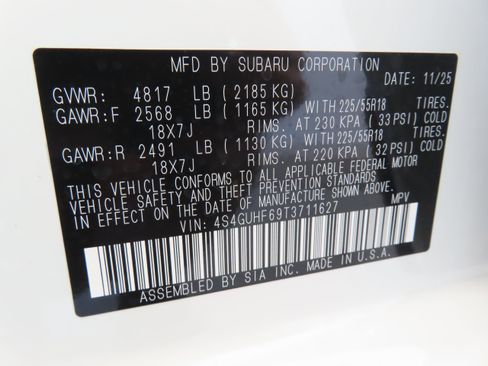 MFD BY SUBARU CORPORATION
DATE: 11/25
GVWR: 4817 LB (2185 KG)
GAWR:F 2568 LB (1165 KG) WITH 225/55R18 TIRES.
18X7J RIMS. AT 230 KPA (33 PSI) COLD
GAWR:R 2491 LB (1130 KG) WITH 225/55R18 TIRES.
18X7J RIMS. AT 220 KPA (32 PSI) COLD
THIS VEHICLE CONFORMS TO ALL APPLICABLE FEDERAL MOTOR
VEHICLE SAFETY, BUMPER, AND THEFT PREVENTION STANDARDS
IN EFFECT ON THE DATE OF MANUFACTURE SHOWN ABOVE.
VIN: 4S4GUHF69T3711627 MPV
ASSEMBLED BY SIA INC. MADE IN U.S.A.